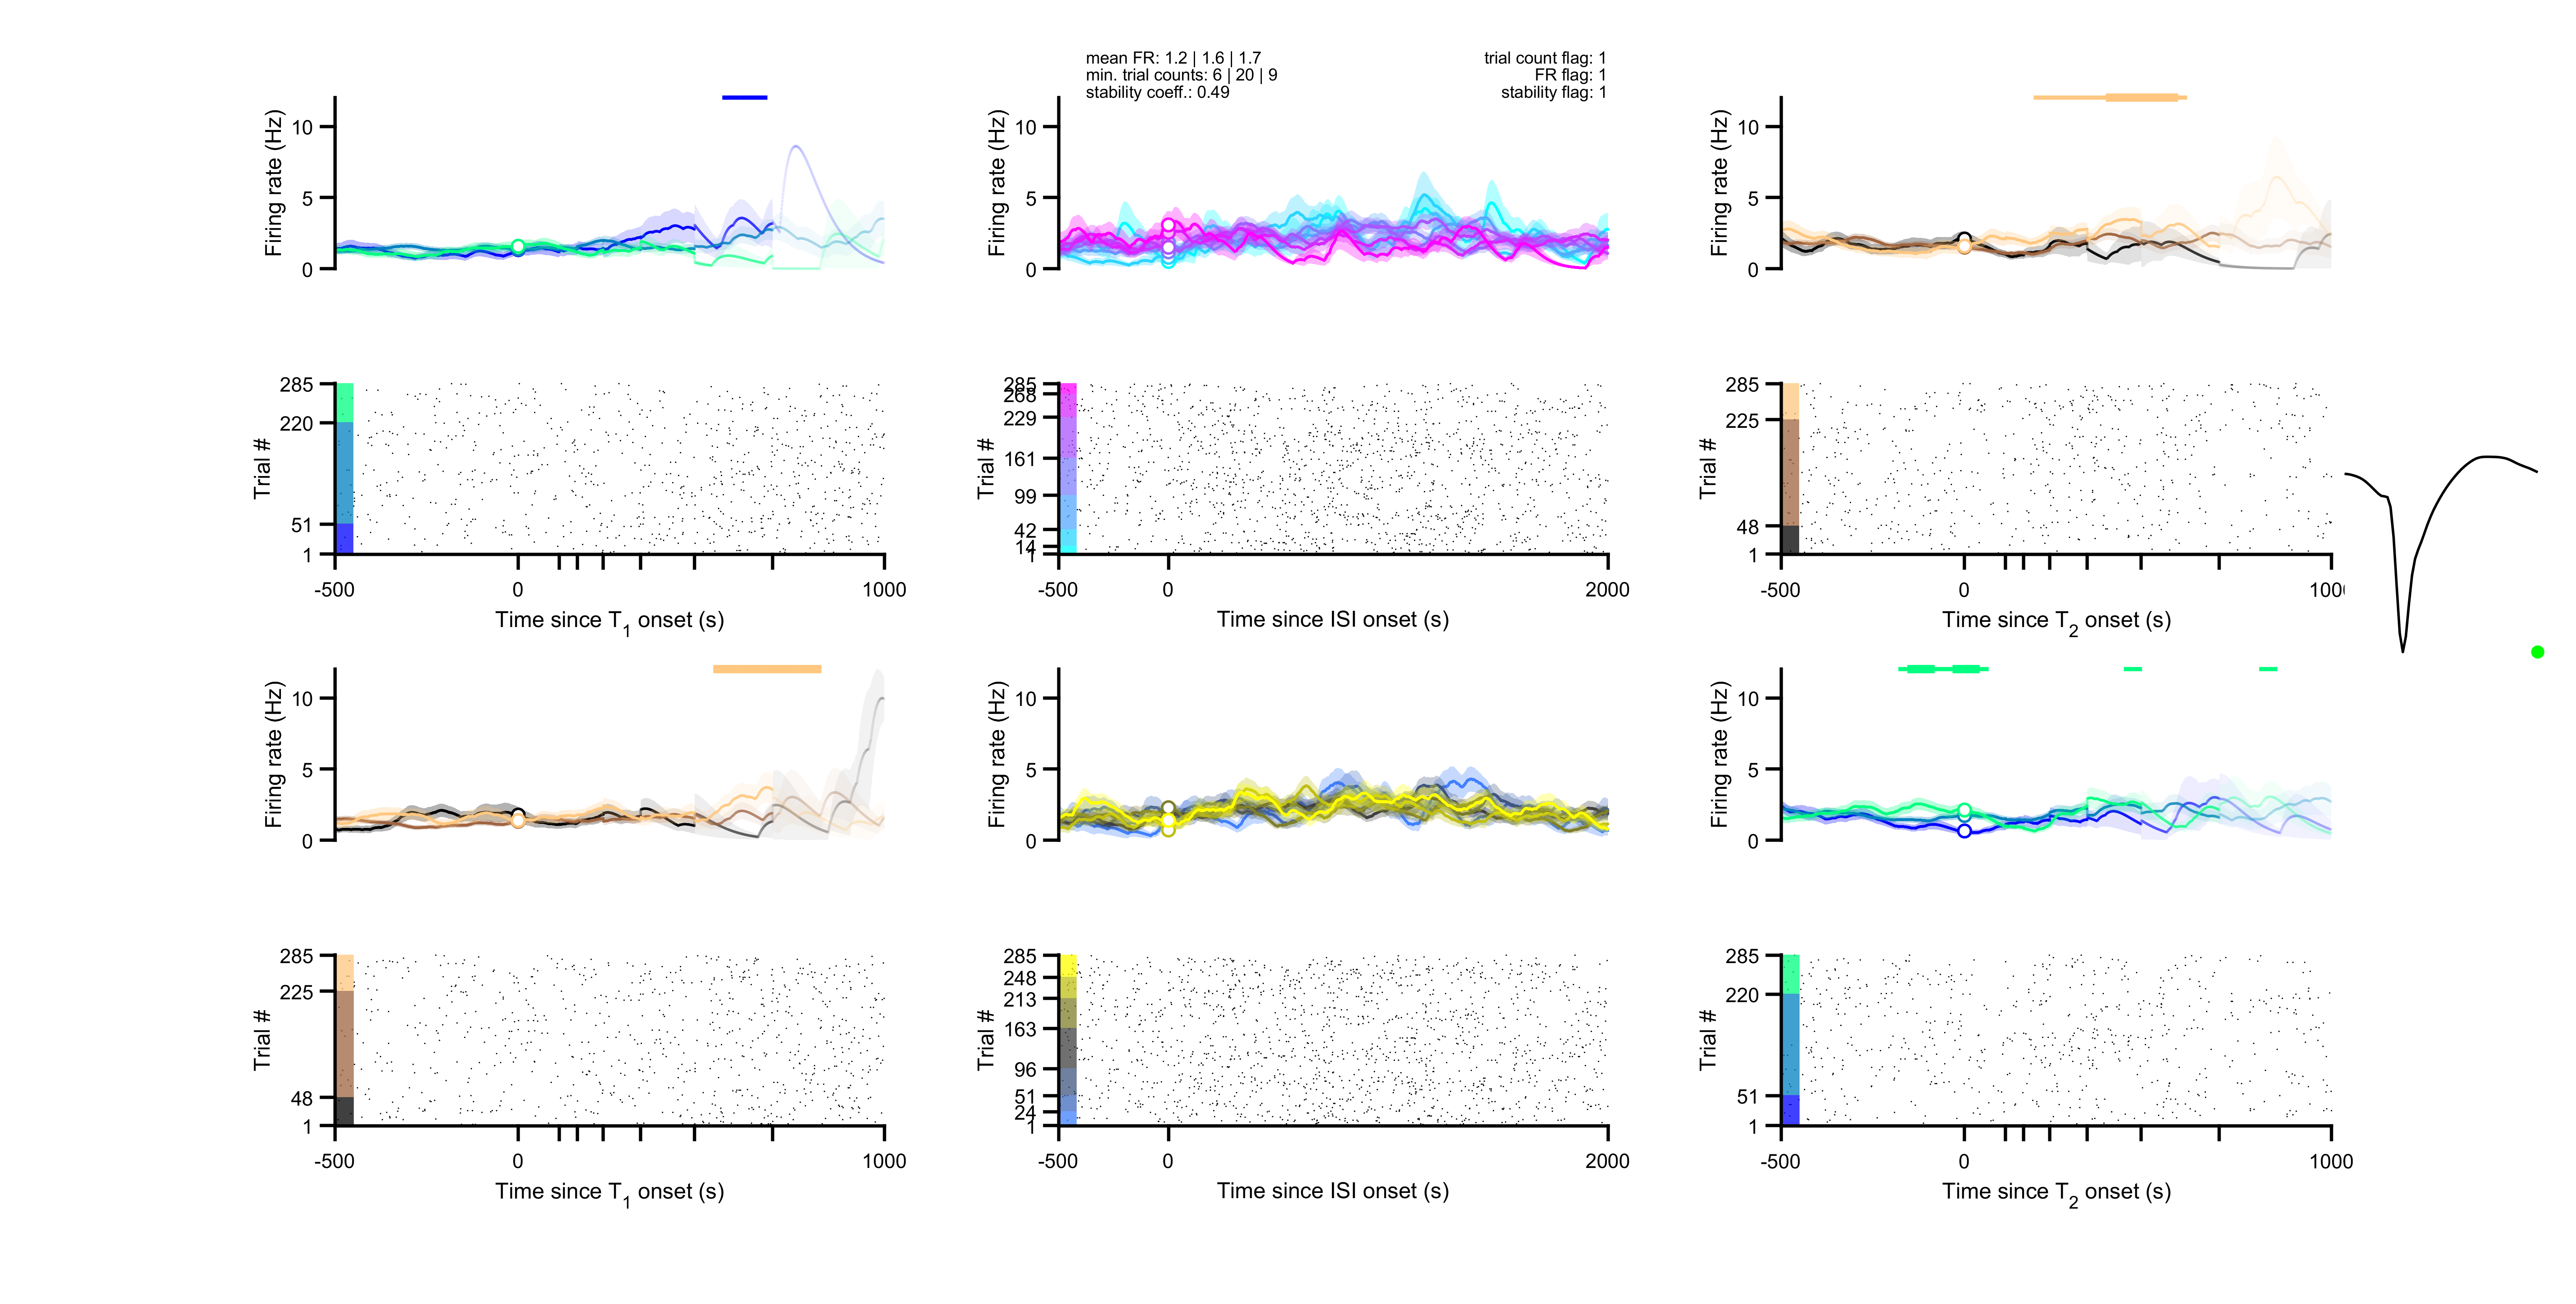 mean FR: 1.2 | 1.6 | 1.7
min. trial counts: 6 | 20 | 9
stability coeff.: 0.49
trial count flag: 1
FR flag: 1
stability flag: 1
Firing rate (Hz)
10
5
0
Firing rate (Hz)
10
5
0
Firing rate (Hz)
10
5
0
Trial #
285
220
51
1
-500
0
1000
Time since T1 onset (s)
Trial #
285
268
229
161
99
42
14
1
-500
0
2000
Time since ISI onset (s)
Trial #
285
225
48
1
-500
0
Time since T2 onset (s)
Firing rate (Hz)
10
5
0
Firing rate (Hz)
10
5
0
Firing rate (Hz)
10
5
0
Trial #
285
225
48
1
-500
0
1000
Time since T1 onset (s)
Trial #
285
248
213
163
96
51
24
1
-500
0
2000
Time since ISI onset (s)
Trial #
285
220
51
1
-500
0
1000
Time since T2 onset (s)